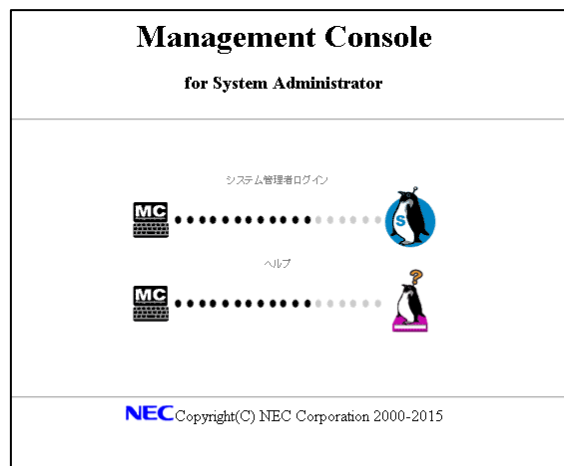 Management Console
for System Administrator
システム管理者ログイン
MC
S
ヘルプ
MC
?
NEC Copyright(C) NEC Corporation 2000-2015